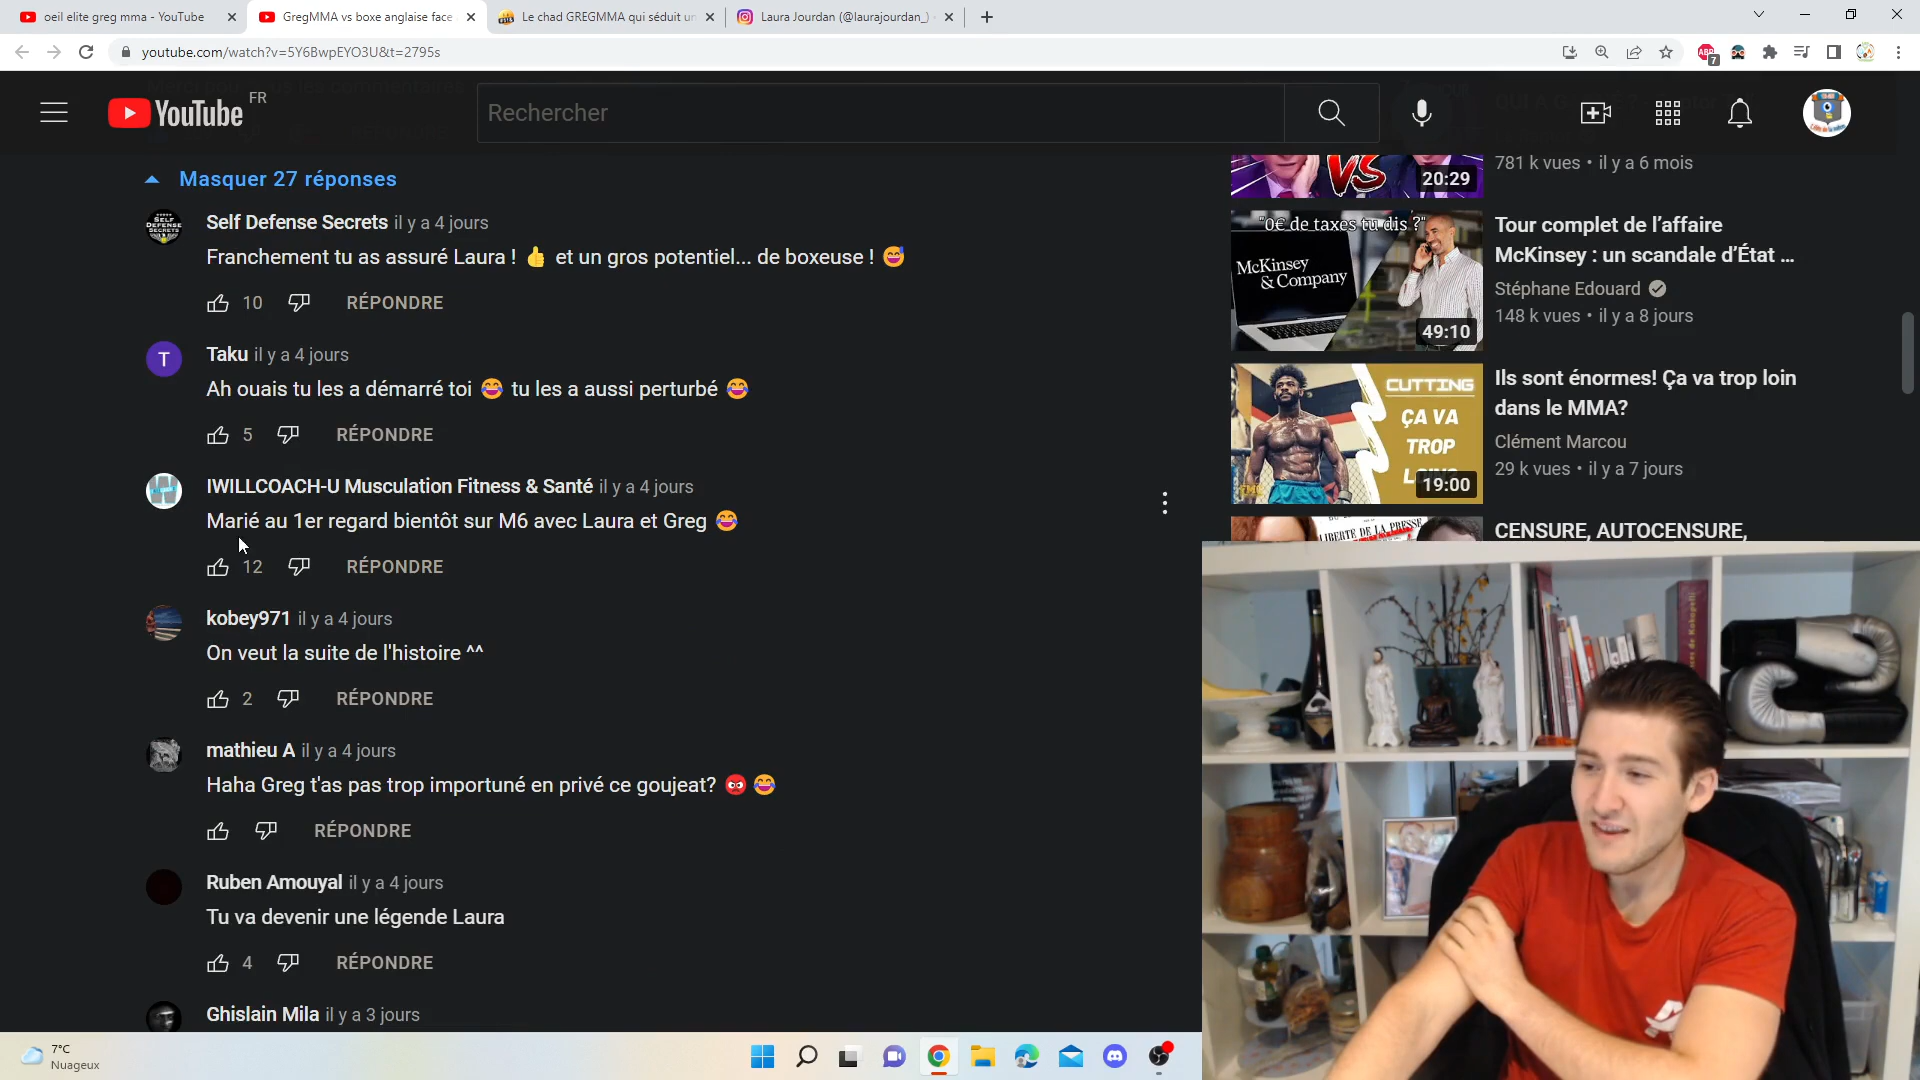 oeil elite greg mma - YouTube
GregMMA vs boxe anglaise face
Le chad GREGMMA qui séduit un
Laura Jourdan (@laurajourdan_)
youtube.com/watch?v=5Y6BwpEYO3U&t=2795s
ABP
7
YouTube
FR
Rechercher
Masquer 27 réponses
SELF DEFENSE SECRETS
Self Defense Secrets il y a 4 jours
Franchement tu as assuré Laura ! 👍 et un gros potentiel... de boxeuse ! 😅
10 RÉPONDRE
T
Taku il y a 4 jours
Ah ouais tu les a démarré toi 😂 tu les a aussi perturbé 😂
5 RÉPONDRE
IWILLCOACH-U Musculation Fitness & Santé il y a 4 jours
Marié au 1er regard bientôt sur M6 avec Laura et Greg 😂
12 RÉPONDRE
kobey971 il y a 4 jours
On veut la suite de l'histoire ^^
2 RÉPONDRE
mathieu A il y a 4 jours
Haha Greg t'as pas trop importuné en privé ce goujeat? 👹 😂
RÉPONDRE
Ruben Amouyal il y a 4 jours
Tu va devenir une légende Laura
4 RÉPONDRE
Ghislain Mila il y a 3 jours
VS
20:29
781 k vues • il y a 6 mois
"0€ de taxes tu dis ?"
McKinsey
& Company
49:10
Tour complet de l'affaire
McKinsey : un scandale d'État ...
Stéphane Edouard
148 k vues • il y a 8 jours
CUTTING
ÇA VA
TROP
19:00
Ils sont énormes! Ça va trop loin
dans le MMA?
Clément Marcou
29 k vues • il y a 7 jours
LIBERTE DE LA PRESSE
CENSURE, AUTOCENSURE,
7°C
Nuageux